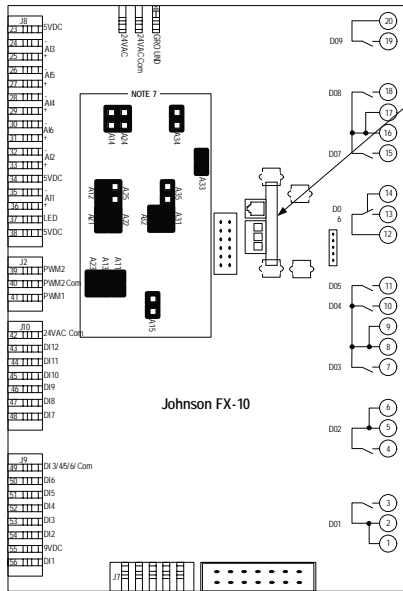 J8
23 5VDC
24 -
AI3
25 +
26 -
AI5
27 +
28 -
AI4
29 +
30 -
AI6
31 +
32 -
AI2
33 +
34 5VDC
35 -
AI1
36 +
37 LED
38 5VDC
J2
39 PWM2
40 PWM2 Com
41 PWM1
J10
42 24VAC Com
43 DI12
44 DI11
45 DI10
46 DI9
47 DI8
48 DI7
J9
49 DI 3/4/5/6/ Com
50 DI6
51 DI5
52 DI4
53 DI3
54 DI2
55 9VDC
56 DI1
24VAC
24VAC Com
GROUND
NOTE 7
A14
A24
A34
A33
A12
A25
A21
A22
A35
A32
A31
A23
A13
A11
A15
Johnson FX-10
J7
20
D09
19
D08
18
17
16
D07
15
14
D0
6
13
12
D05
11
D04
10
9
8
D03
7
6
D02
5
4
3
D01
2
1